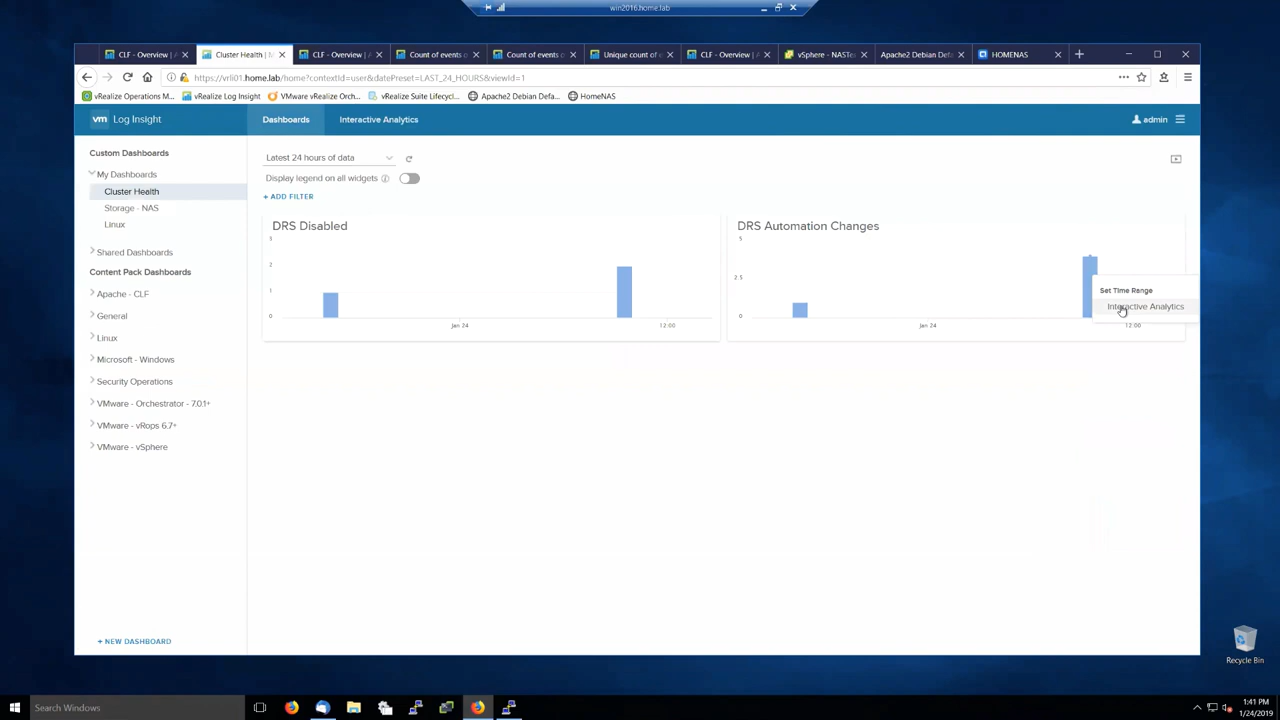 win2016.home.lab
CLF - Overview | A
Cluster Health | M
CLF - Overview | A
Count of events o
Count of events o
Unique count of e
CLF - Overview | A
vSphere - NASTe
Apache2 Debian Def
HOMENAS
https://vrli01.home.lab/home?contextId=user&datePreset=LAST_24_HOURS&viewId=1
vRealize Operations M...
vRealize Log Insight
VMware vRealize Orch...
vRealize Suite Lifecycl...
Apache2 Debian Defa...
HomeNAS
vm Log Insight
Dashboards
Interactive Analytics
admin
Custom Dashboards
My Dashboards
Cluster Health
Storage - NAS
Linux
Shared Dashboards
Content Pack Dashboards
Apache - CLF
General
Linux
Microsoft - Windows
Security Operations
VMware - Orchestrator - 7.0.1+
VMware - vRops 6.7+
VMware - vSphere
+ NEW DASHBOARD
Latest 24 hours of data
Display legend on all widgets
+ ADD FILTER
DRS Disabled
3
2
1
0
Jan 24
12:00
DRS Automation Changes
5
2.5
0
Jan 24
12:00
Set Time Range
Interactive Analytics
Recycle Bin
Search Windows
1:41 PM
1/24/2019